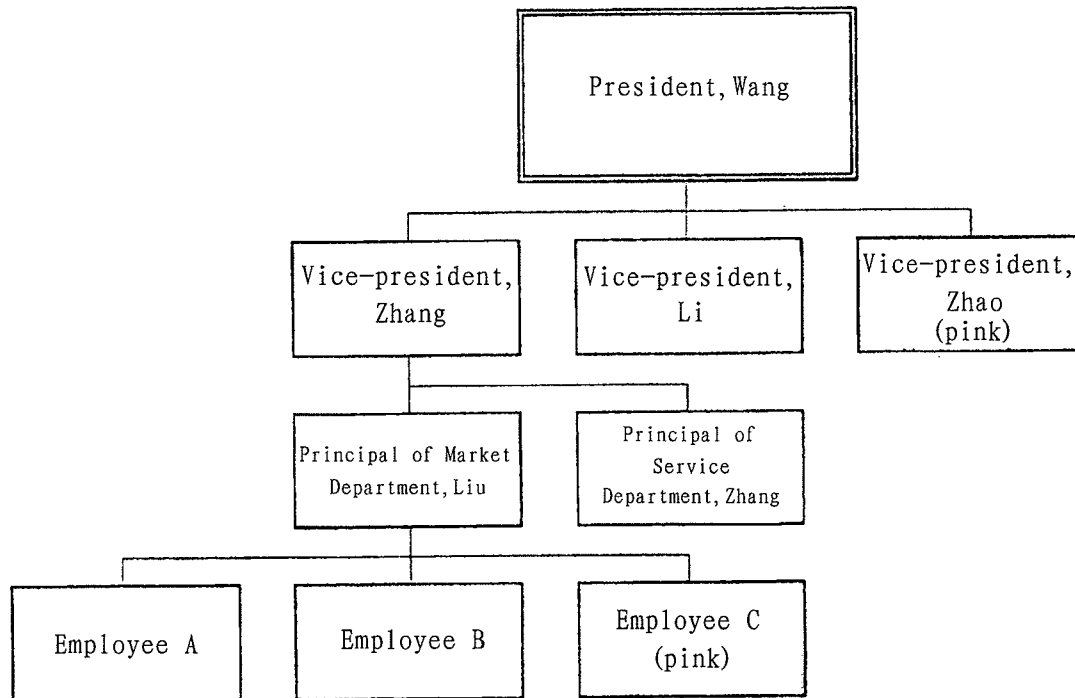 President, Wang
Vice-president,
Zhang
Vice-president,
Li
Vice-president,
Zhao
(pink)
Principal of Market
Department, Liu
Principal of
Service
Department, Zhang
Employee A
Employee B
Employee C
(pink)